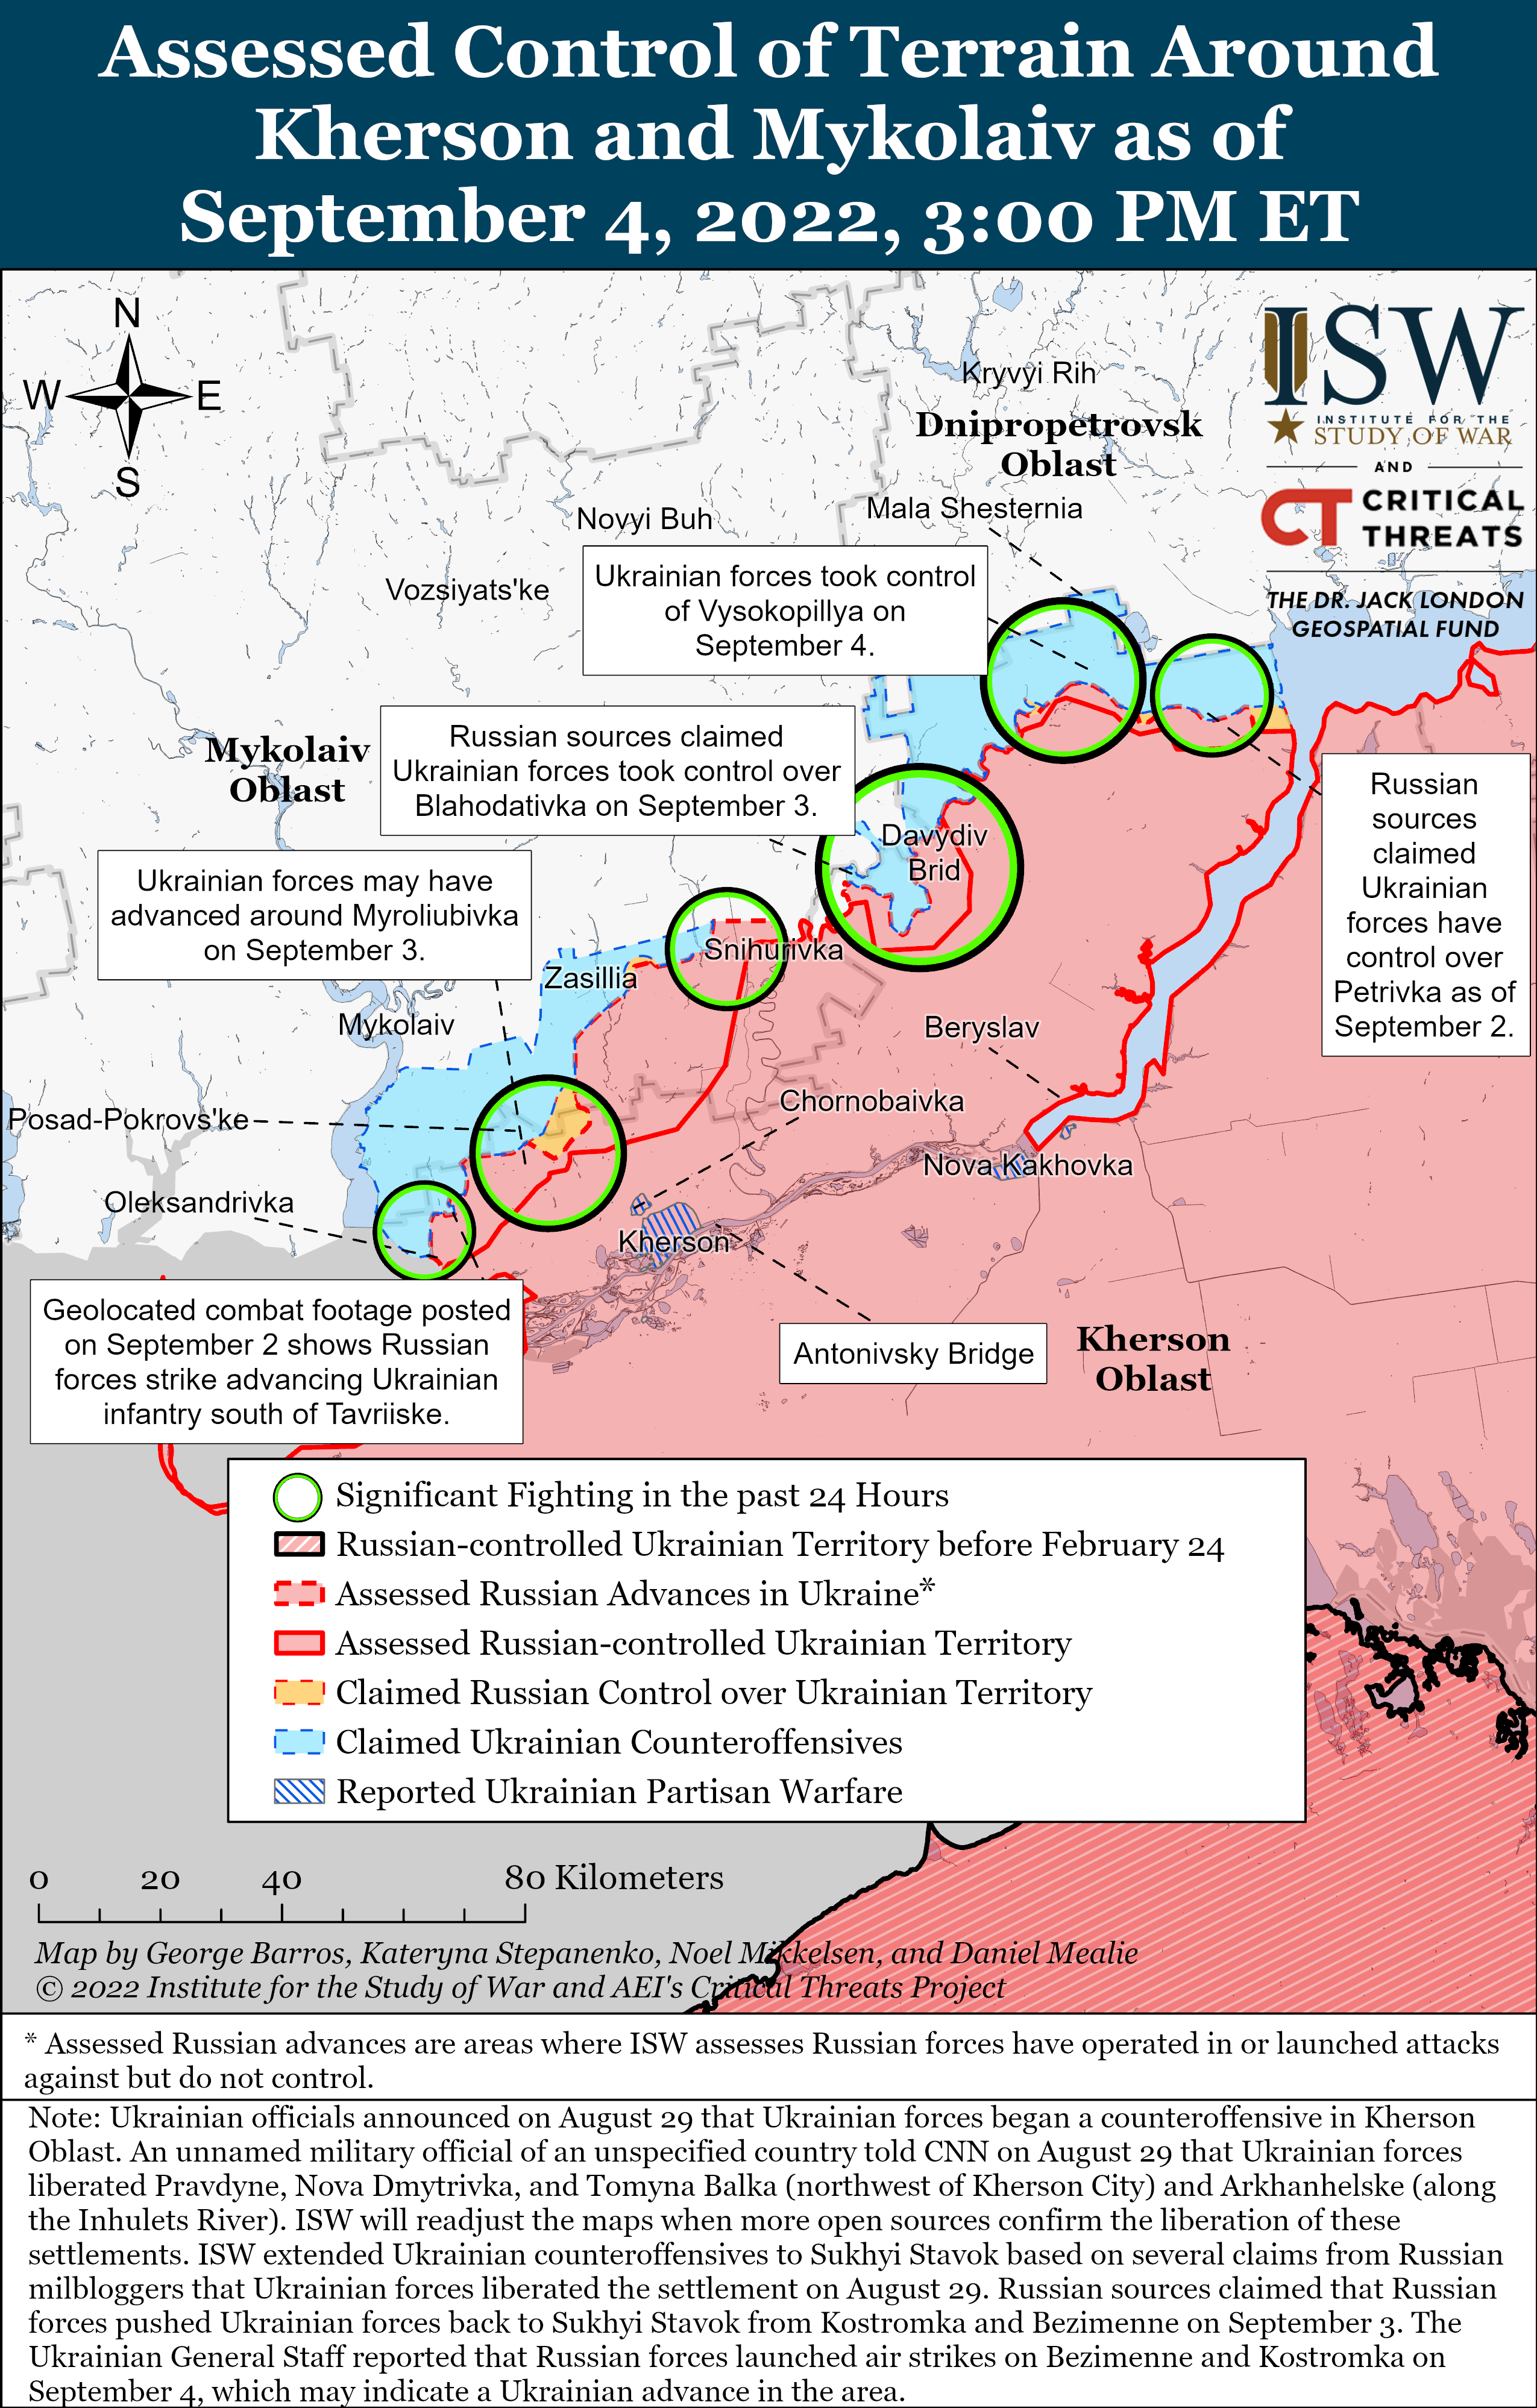 Assessed Control of Terrain Around
Kherson and Mykolaiv as of
September 4, 2022, 3:00 PM ET
N
W
E
S
ISW
INSTITUTE FOR THE
STUDY OF WAR
AND
CT CRITICAL
THREATS
THE DR. JACK LONDON
GEOSPATIAL FUND
Kryvyi Rih
Dnipropetrovsk
Oblast
Mala Shesternia
Novyi Buh
Vozsiyats'ke
Ukrainian forces took control
of Vysokopillya on
September 4.
Mykolaiv
Oblast
Russian sources claimed
Ukrainian forces took control over
Blahodativka on September 3.
Russian
sources
claimed
Ukrainian
forces have
control over
Petrivka as of
September 2.
Davydiv
Brid
Ukrainian forces may have
advanced around Myroliubivka
on September 3.
Snihurivka
Zasillia
Mykolaiv
Beryslav
Posad-Pokrovs'ke
Chornobaivka
Nova Kakhovka
Oleksandrivka
Kherson
Geolocated combat footage posted
on September 2 shows Russian
forces strike advancing Ukrainian
infantry south of Tavriiske.
Antonivsky Bridge
Kherson
Oblast
Significant Fighting in the past 24 Hours
Russian-controlled Ukrainian Territory before February 24
Assessed Russian Advances in Ukraine*
Assessed Russian-controlled Ukrainian Territory
Claimed Russian Control over Ukrainian Territory
Claimed Ukrainian Counteroffensives
Reported Ukrainian Partisan Warfare
0 20 40 80 Kilometers
Map by George Barros, Kateryna Stepanenko, Noel Mikkelsen, and Daniel Mealie
© 2022 Institute for the Study of War and AEI's Critical Threats Project
* Assessed Russian advances are areas where ISW assesses Russian forces have operated in or launched attacks
against but do not control.
Note: Ukrainian officials announced on August 29 that Ukrainian forces began a counteroffensive in Kherson
Oblast. An unnamed military official of an unspecified country told CNN on August 29 that Ukrainian forces
liberated Pravdyne, Nova Dmytrivka, and Tomyna Balka (northwest of Kherson City) and Arkhanhelske (along
the Inhulets River). ISW will readjust the maps when more open sources confirm the liberation of these
settlements. ISW extended Ukrainian counteroffensives to Sukhyi Stavok based on several claims from Russian
milbloggers that Ukrainian forces liberated the settlement on August 29. Russian sources claimed that Russian
forces pushed Ukrainian forces back to Sukhyi Stavok from Kostromka and Bezimenne on September 3. The
Ukrainian General Staff reported that Russian forces launched air strikes on Bezimenne and Kostromka on
September 4, which may indicate a Ukrainian advance in the area.